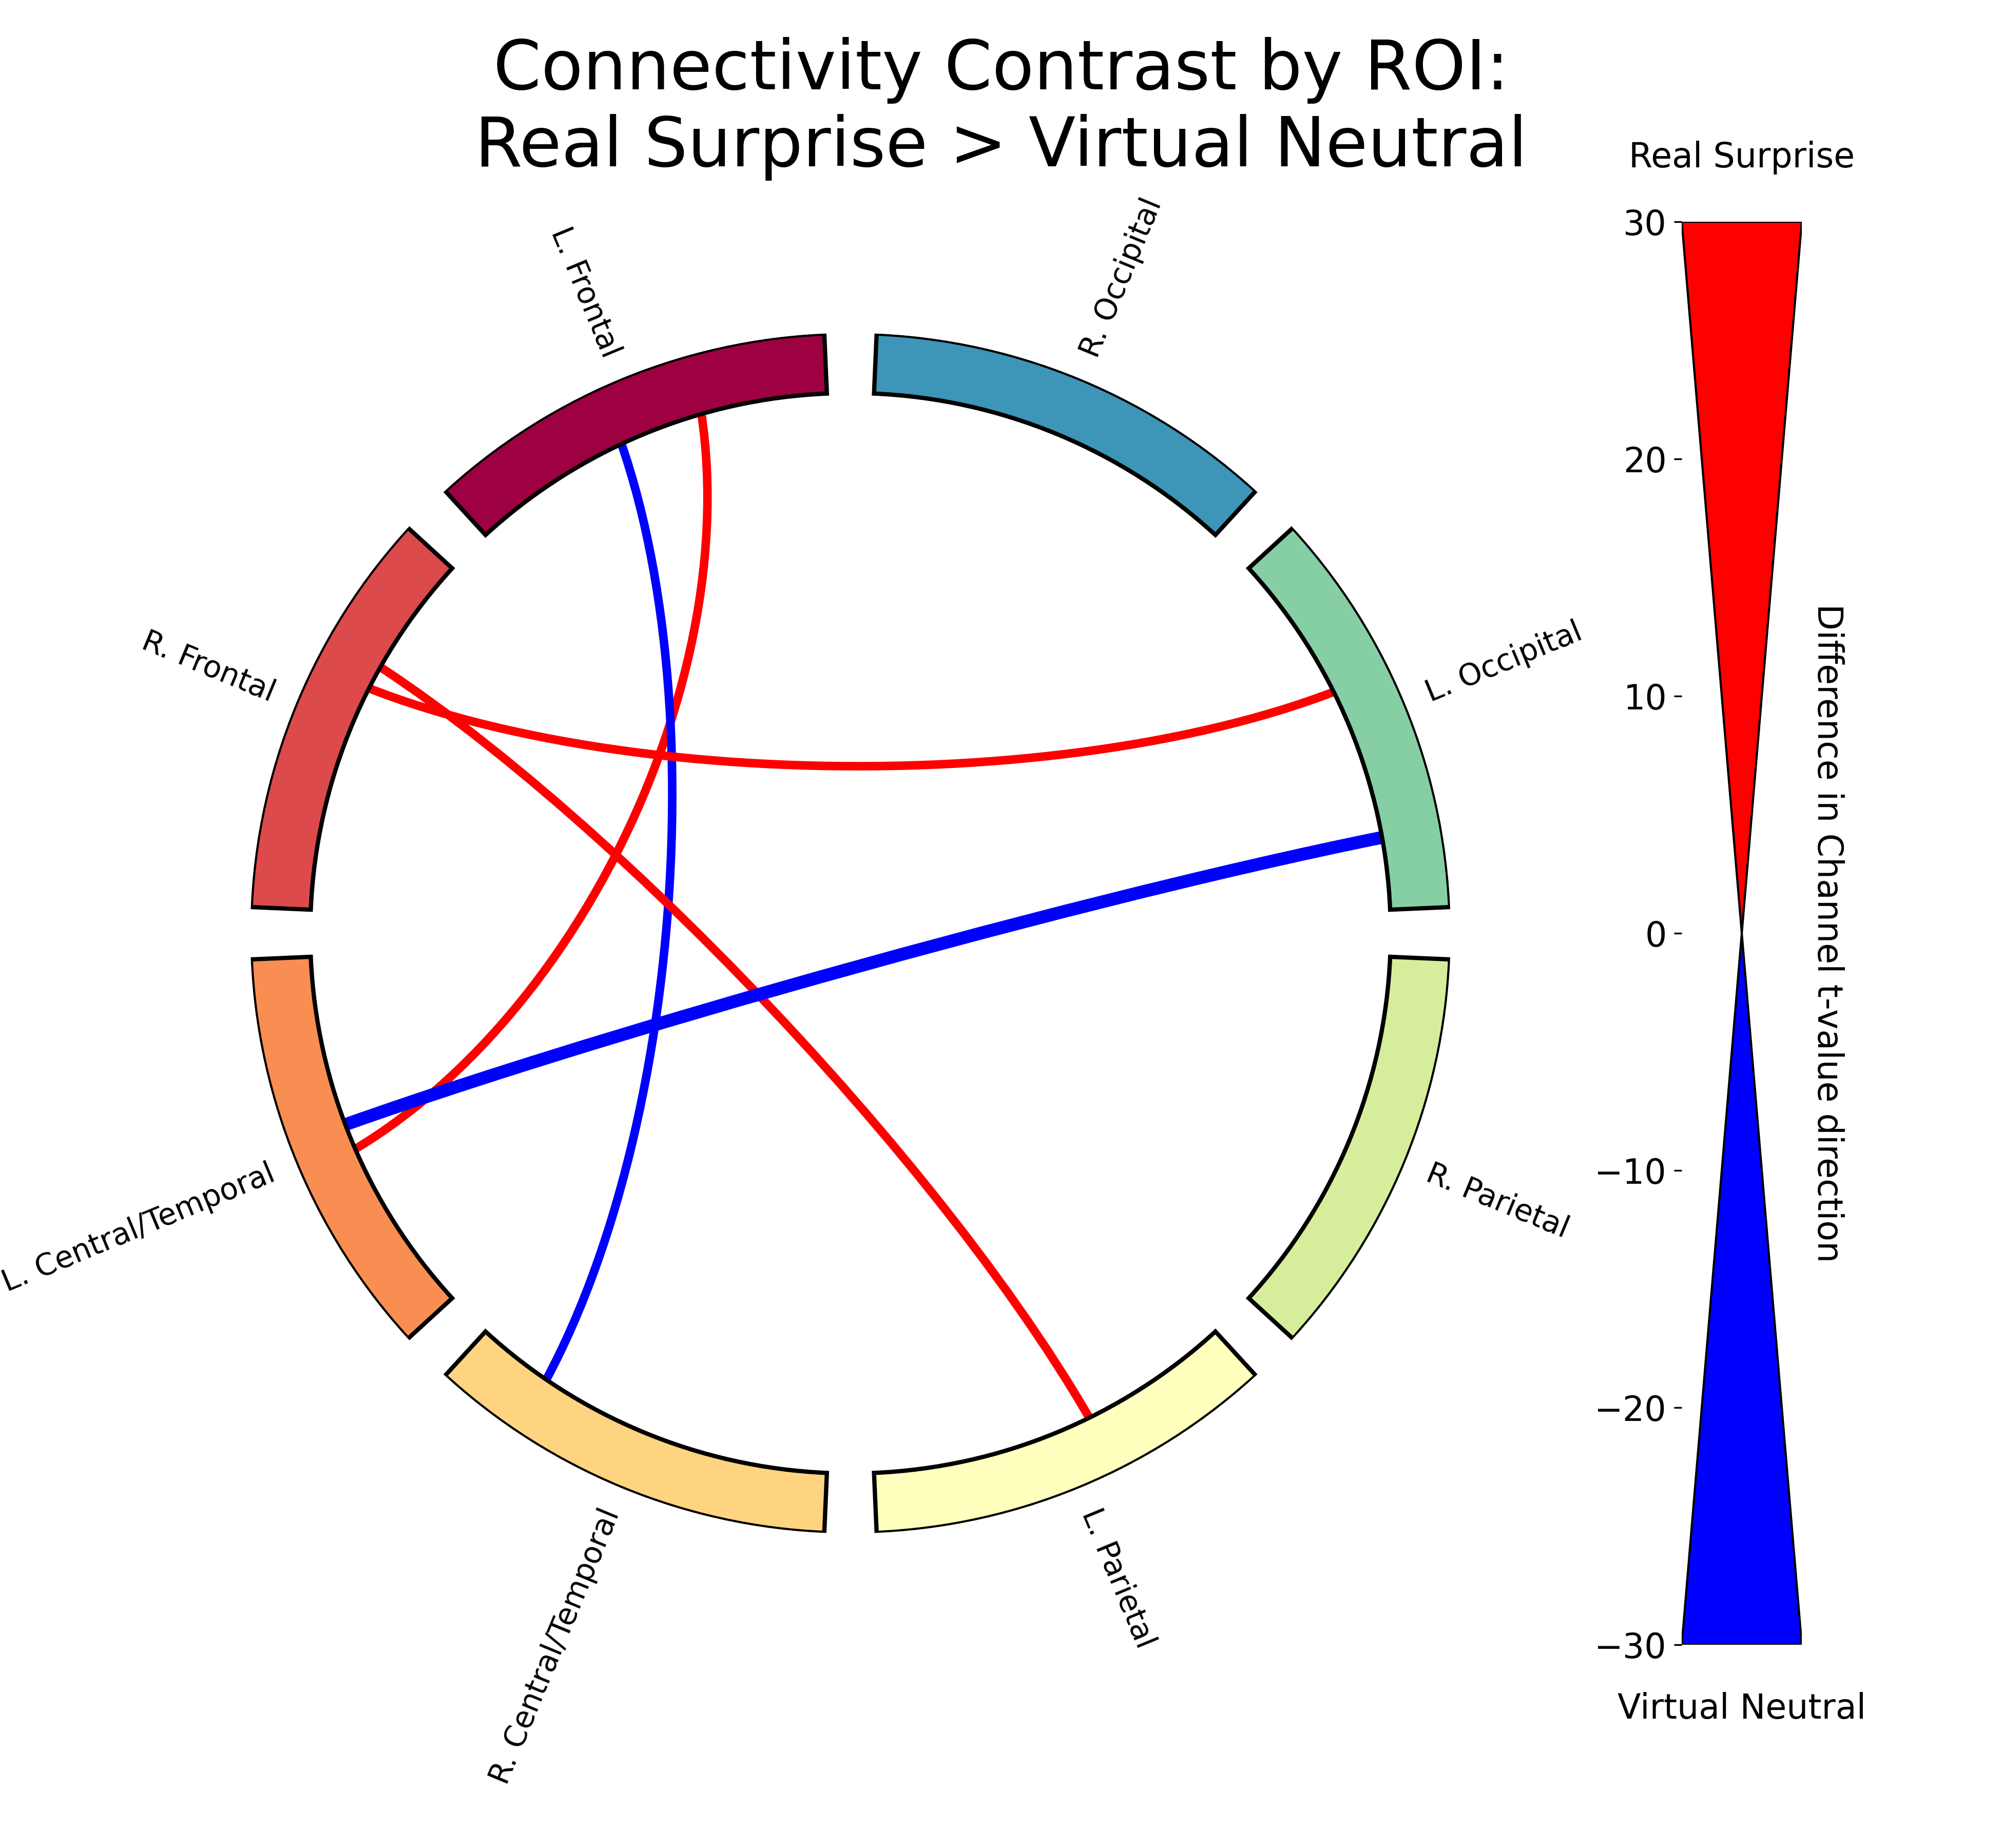 Connectivity Contrast by ROI:
Real Surprise > Virtual Neutral
Real Surprise
L. Frontal
R. Occipital
R. Frontal
L. Occipital
L. Central/Temporal
R. Parietal
R. Central/Temporal
L. Parietal
30
20
10
0
−10
−20
−30
Difference in Channel t-value direction
Virtual Neutral